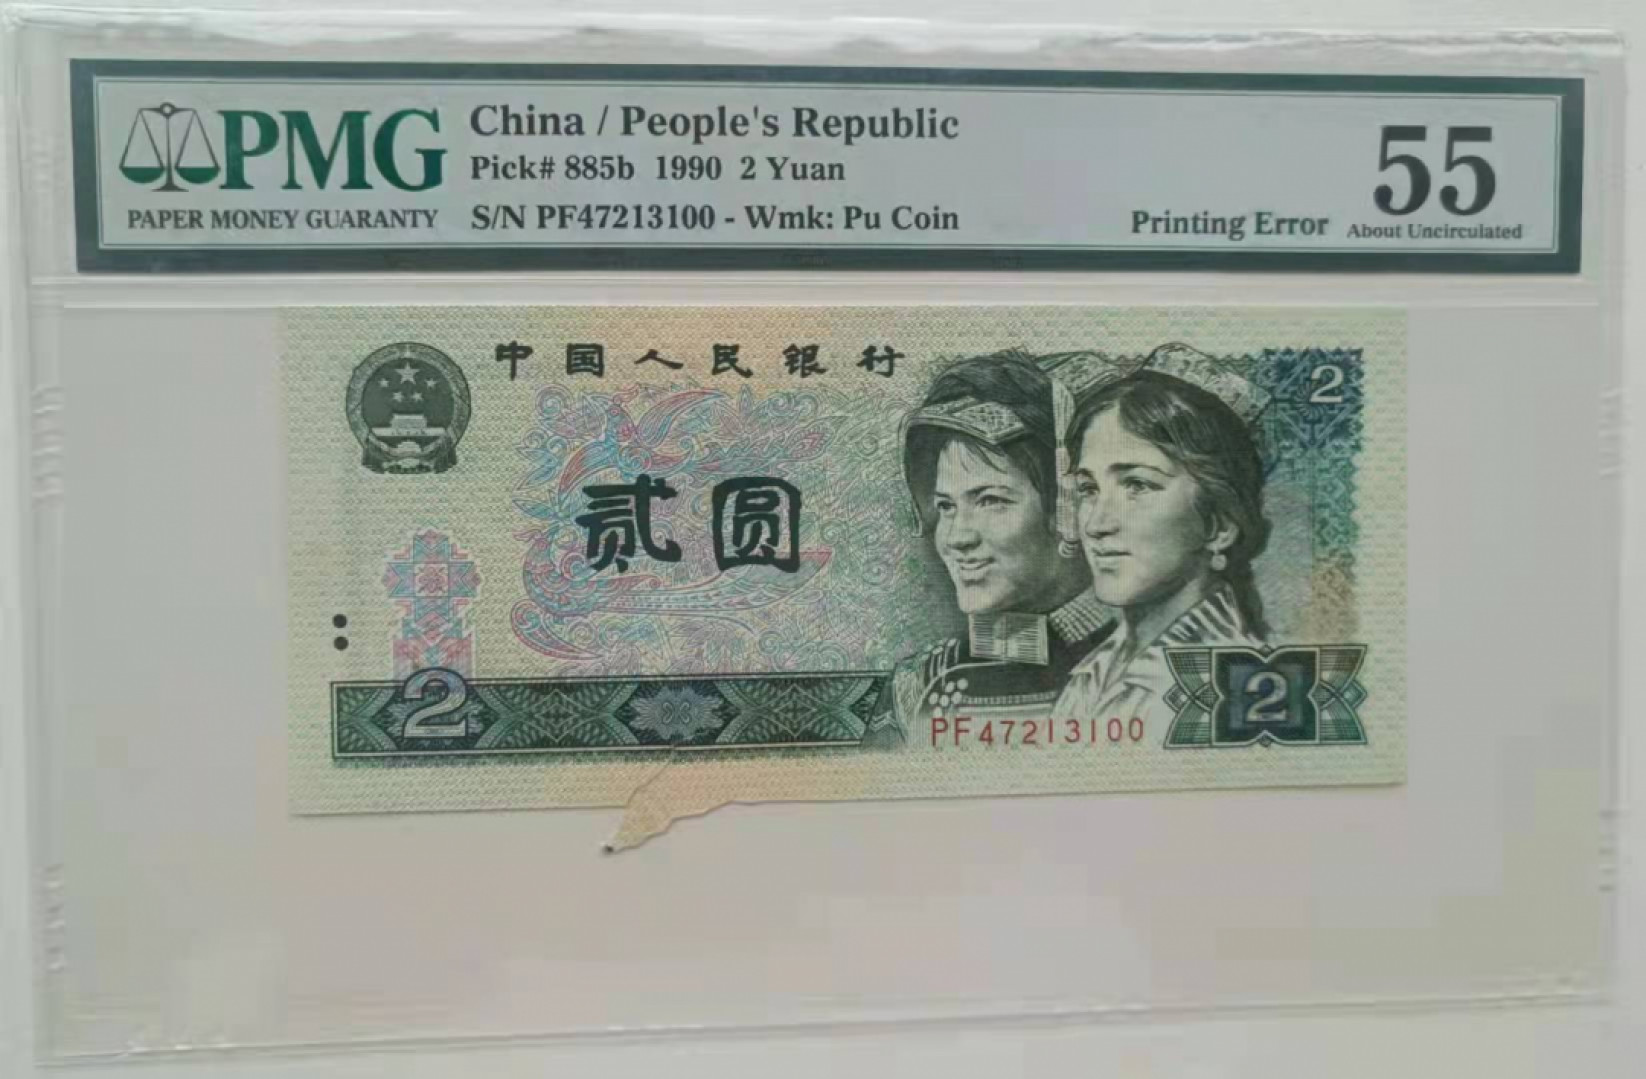 PMG
PAPER MONEY GUARANTY
China / People's Republic
Pick# 885b 1990 2 Yuan
S/N PF47213100 - Wmk: Pu Coin
Printing Error
55
About Uncirculated
中国人民银行
2
贰圆
2
PF47213100
2